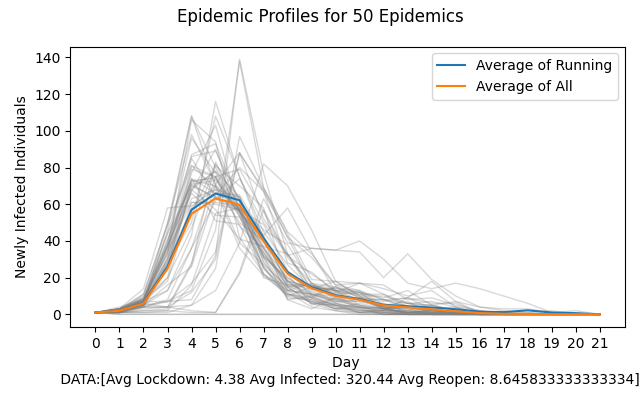 Epidemic Profiles for 50 Epidemics
Newly Infected Individuals
140
120
100
80
60
40
20
0
Average of Running
Average of All
0 1 2 3 4 5 6 7 8 9 10 11 12 13 14 15 16 17 18 19 20 21
Day
DATA:[Avg Lockdown: 4.38 Avg Infected: 320.44 Avg Reopen: 8.645833333333334]